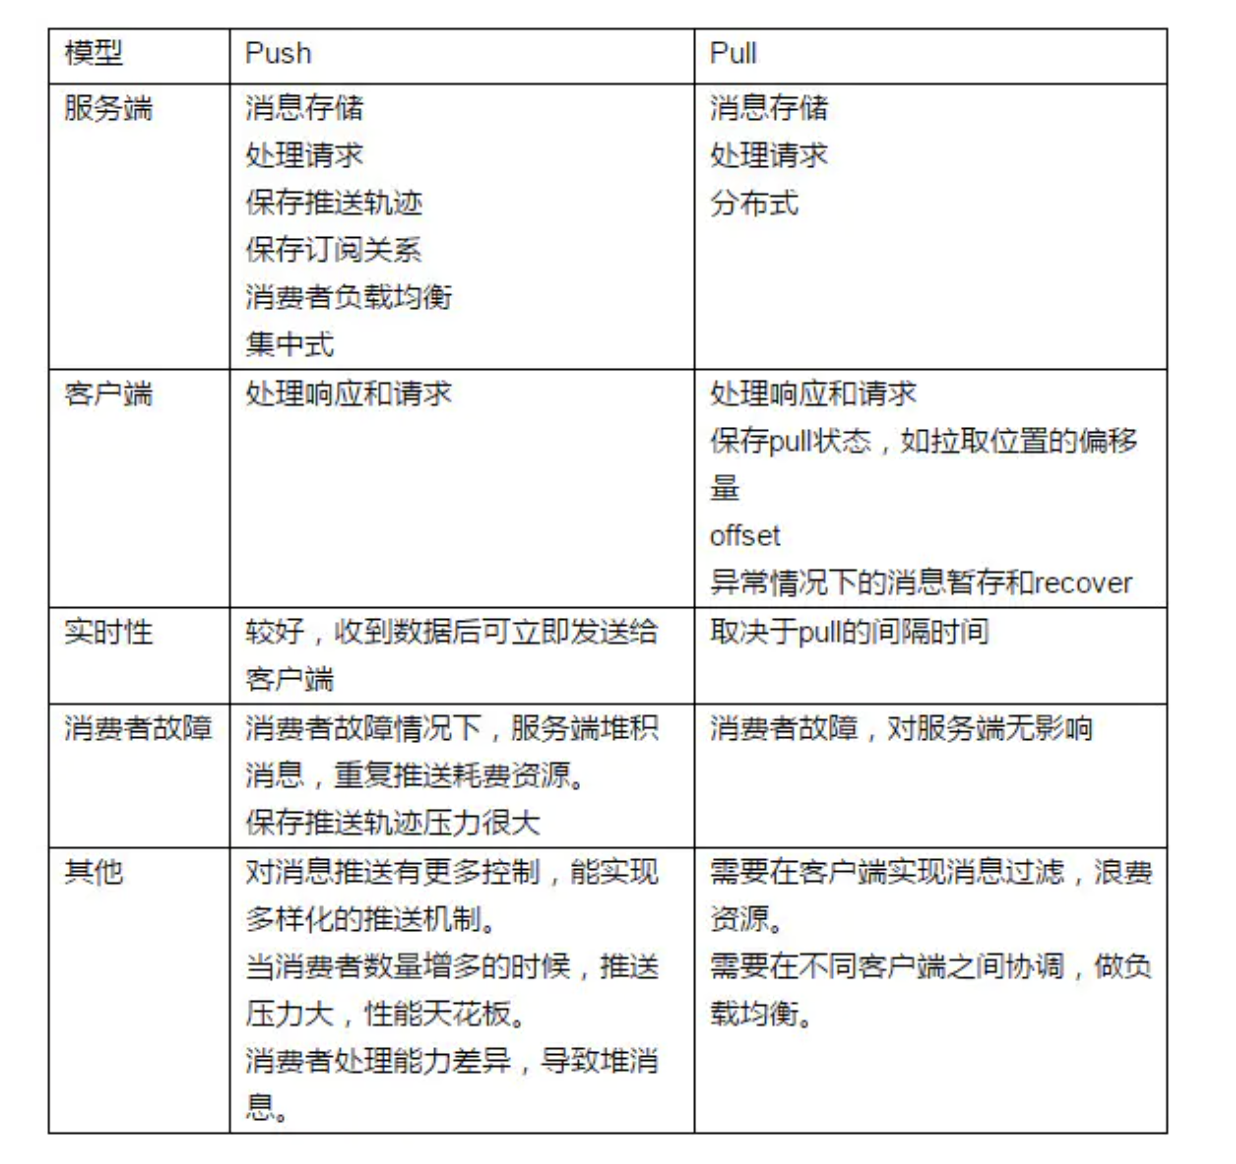 模型
Push
Pull
服务端
消息存储
处理请求
保存推送轨迹
保存订阅关系
消费者负载均衡
集中式
消息存储
处理请求
分布式
客户端
处理响应和请求
处理响应和请求
保存pull状态，如拉取位置的偏移
量
offset
异常情况下的消息暂存和recover
实时性
较好，收到数据后可立即发送给
客户端
取决于pull的间隔时间
消费者故障
消费者故障情况下，服务端堆积
消息，重复推送耗费资源。
保存推送轨迹压力很大
消费者故障，对服务端无影响
其他
对消息推送有更多控制，能实现
多样化的推送机制。
当消费者数量增多的时候，推送
压力大，性能天花板。
消费者处理能力差异，导致堆消
息。
需要在客户端实现消息过滤，浪费
资源。
需要在不同客户端之间协调，做负
载均衡。